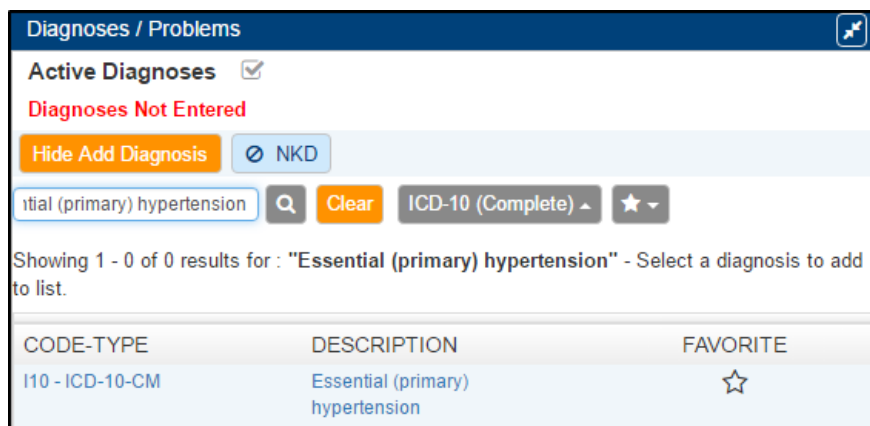 Diagnoses / Problems
Active Diagnoses
Diagnoses Not Entered
Hide Add Diagnosis NKD
(primary) hypertension Clear ICD-10 (Complete)
Showing 1 - 0 of 0 results for : "Essential (primary) hypertension" - Select a diagnosis to add
to list.
CODE-TYPE DESCRIPTION FAVORITE
I10 - ICD-10-CM Essential (primary)
hypertension